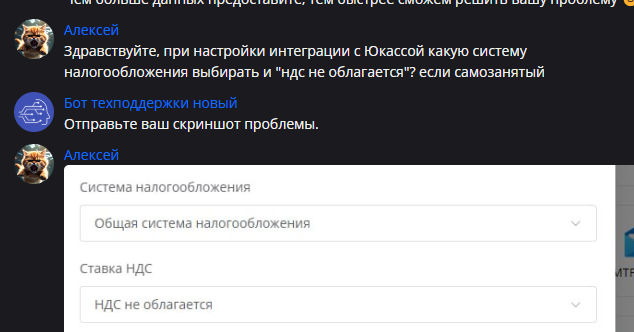 Чем больше данных предоставите, тем быстрее сможем решить вашу проблему
Алексей
Здравствуйте, при настройки интеграции с Юкассой какую систему
налогообложения выбирать и "ндс не облагается"? если самозанятый
Бот техподдержки новый
Отправьте ваш скриншот проблемы.
Алексей
Система налогообложения
Общая система налогообложения
Ставка НДС
НДС не облагается